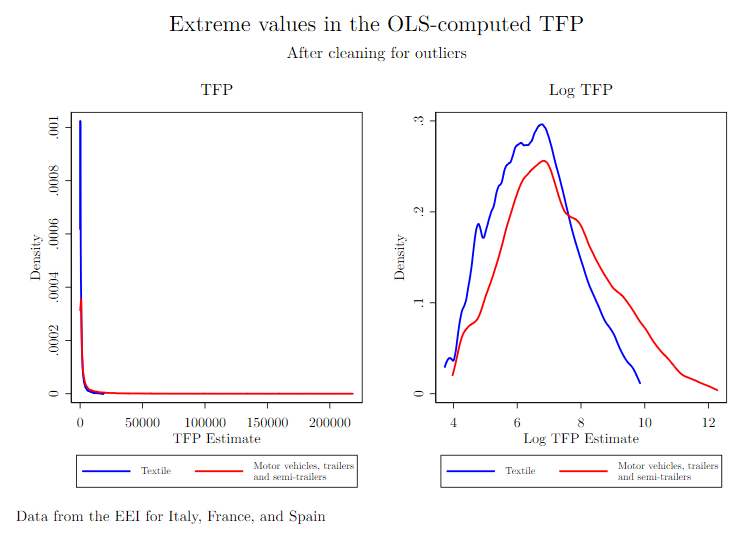 Extreme values in the OLS-computed TFP
After cleaning for outliers
TFP
Density
0
.0002
.0004
.0006
.0008
.001
0
50000
100000
150000
200000
TFP Estimate
Textile
Motor vehicles, trailers
and semi-trailers
Log TFP
Density
0
.1
.2
.3
4
6
8
10
12
Log TFP Estimate
Textile
Motor vehicles, trailers
and semi-trailers
Data from the EEI for Italy, France, and Spain